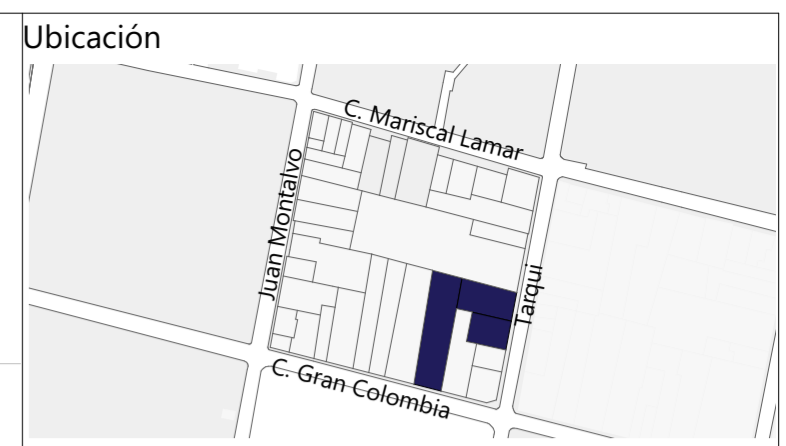 Ubicación
C. Mariscal Lamar
Juan Montalvo
Tarqui
C. Gran Colombia